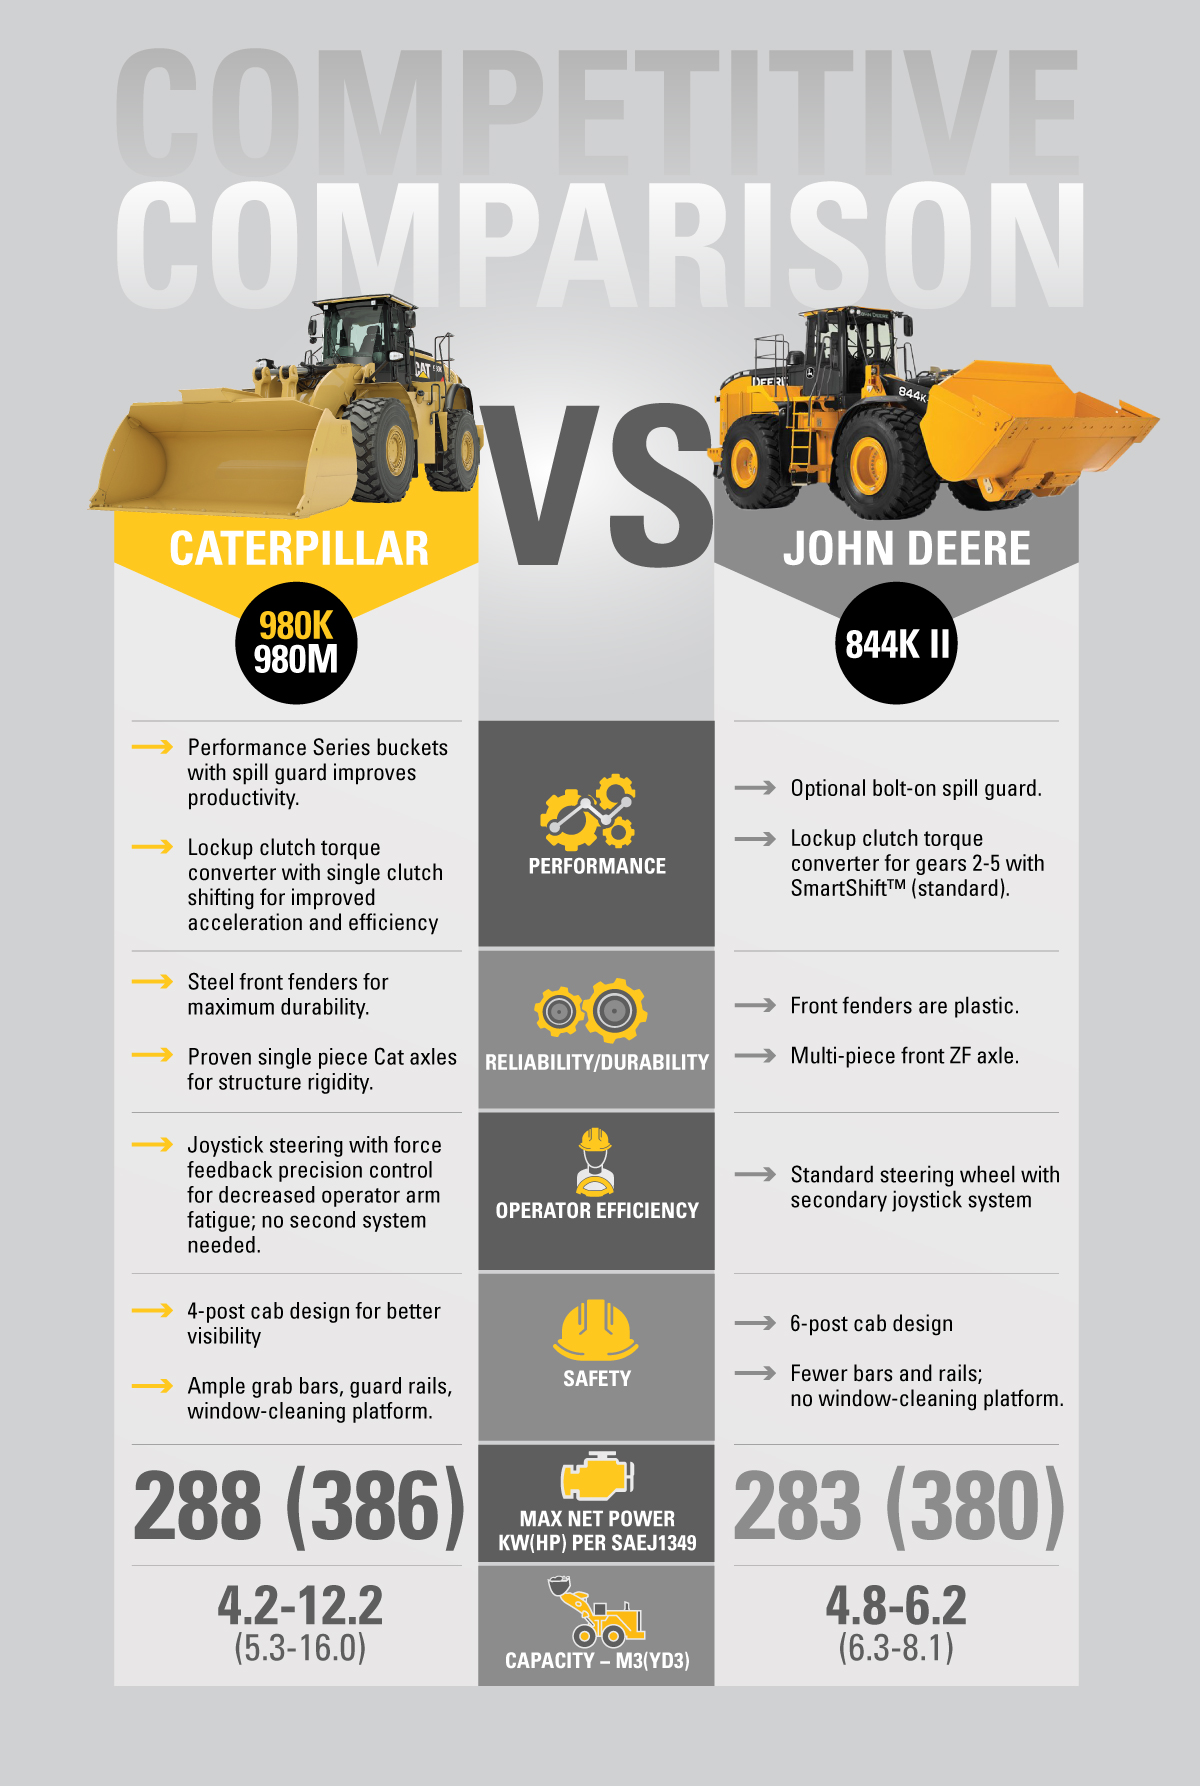 COMPETITIVE
COMPARISON
CAT
DEERE
844K
JOHN DEERE
VS
CATERPILLAR
JOHN DEERE
980K
980M
844K II
Performance Series buckets
with spill guard improves
productivity.
Lockup clutch torque
converter with single clutch
shifting for improved
acceleration and efficiency
PERFORMANCE
Optional bolt-on spill guard.
Lockup clutch torque
converter for gears 2-5 with
SmartShift™ (standard).
Steel front fenders for
maximum durability.
Proven single piece Cat axles
for structure rigidity.
RELIABILITY/DURABILITY
Front fenders are plastic.
Multi-piece front ZF axle.
Joystick steering with force
feedback precision control
for decreased operator arm
fatigue; no second system
needed.
OPERATOR EFFICIENCY
Standard steering wheel with
secondary joystick system
4-post cab design for better
visibility
Ample grab bars, guard rails,
window-cleaning platform.
SAFETY
6-post cab design
Fewer bars and rails;
no window-cleaning platform.
288 (386)
MAX NET POWER
KW(HP) PER SAEJ1349
283 (380)
4.2-12.2
(5.3-16.0)
CAPACITY – M3(YD3)
4.8-6.2
(6.3-8.1)